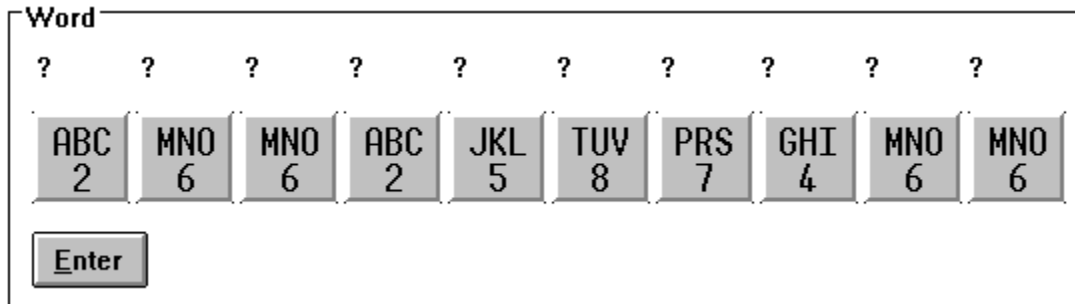 Word
? ? ? ? ? ? ? ? ? ?
ABC MNO MNO ABC JKL TUV PRS GHI MNO MNO
2 6 6 2 5 8 7 4 6 6
Enter